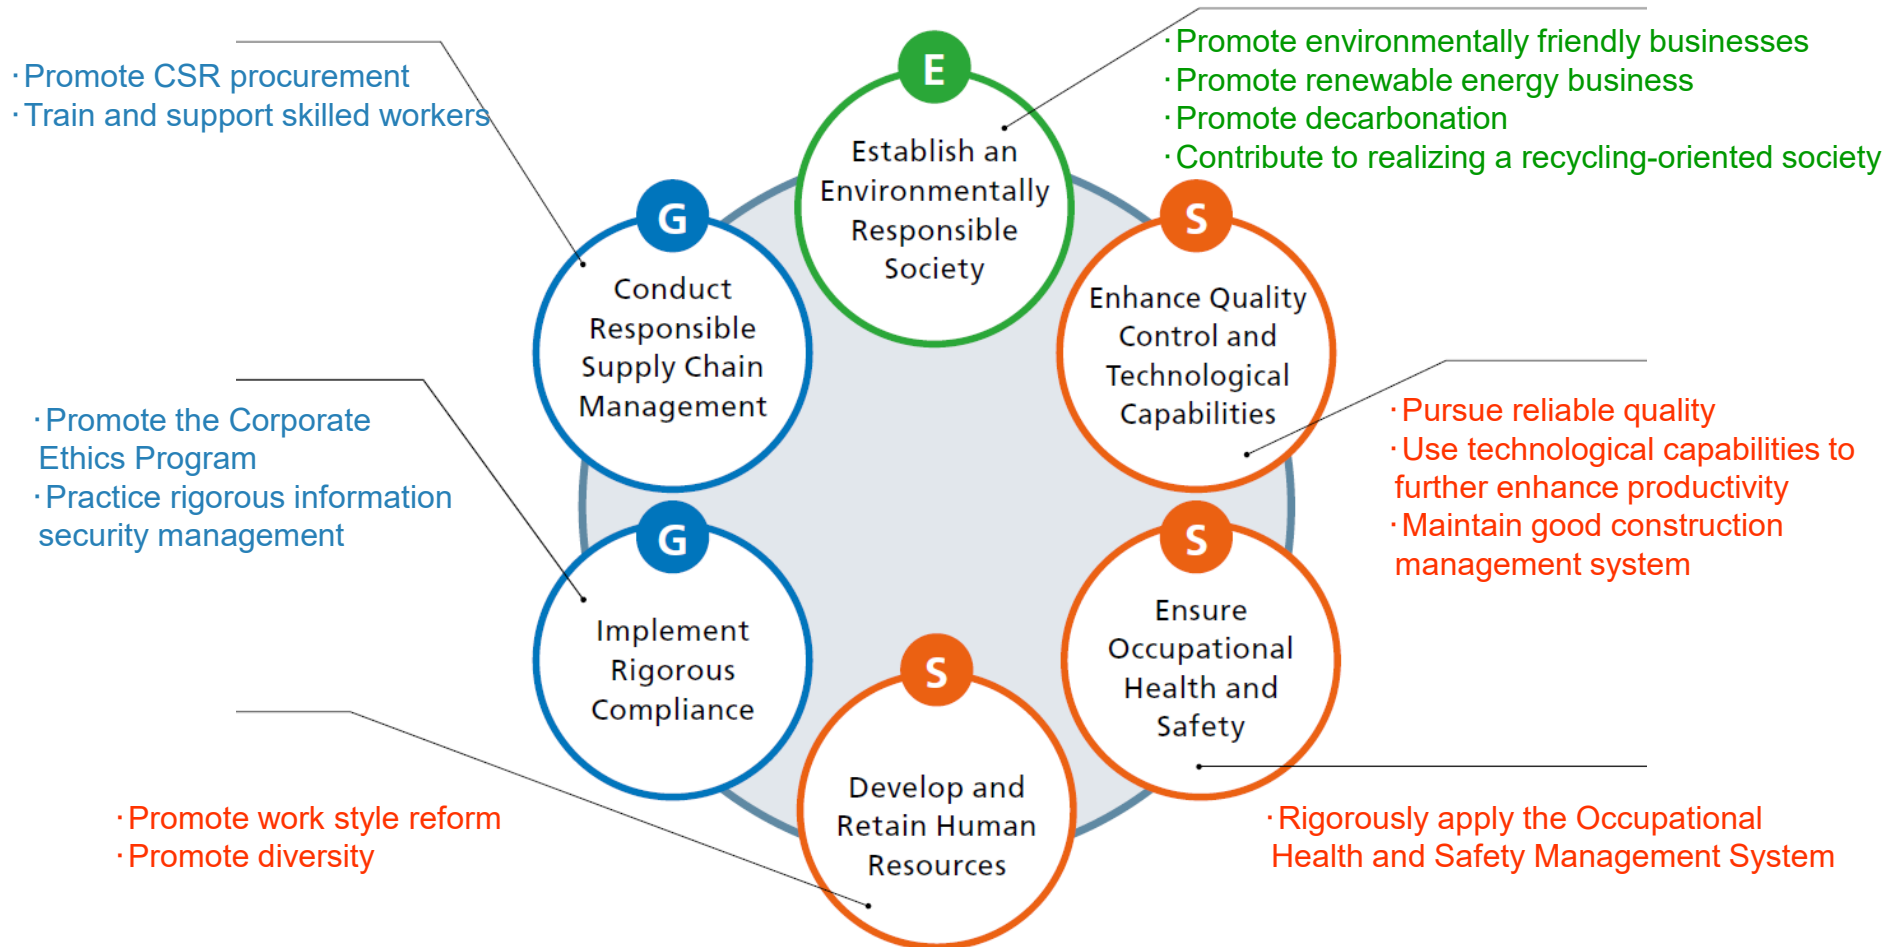 ·Promote CSR procurement
·Train and support skilled workers
E
Establish an
Environmentally
Responsible
Society
·Promote environmentally friendly businesses
·Promote renewable energy business
·Promote decarbonation
·Contribute to realizing a recycling-oriented society
G
Conduct
Responsible
Supply Chain
Management
S
Enhance Quality
Control and
Technological
Capabilities
·Pursue reliable quality
·Use technological capabilities to
further enhance productivity
·Maintain good construction
management system
·Promote the Corporate
Ethics Program
·Practice rigorous information
security management
G
Implement
Rigorous
Compliance
S
Ensure
Occupational
Health and
Safety
·Rigorously apply the Occupational
Health and Safety Management System
S
Develop and
Retain Human
Resources
·Promote work style reform
·Promote diversity